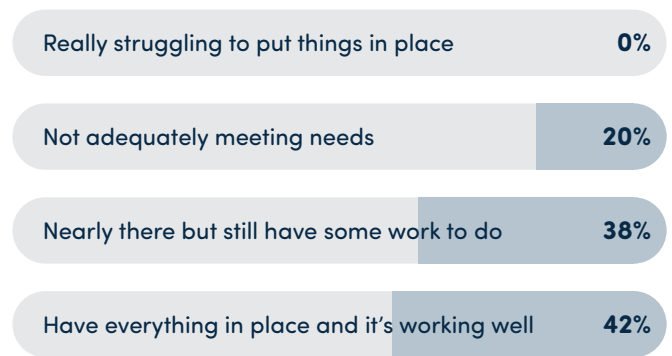 Really struggling to put things in place 0%
Not adequately meeting needs 20%
Nearly there but still have some work to do 38%
Have everything in place and it’s working well 42%